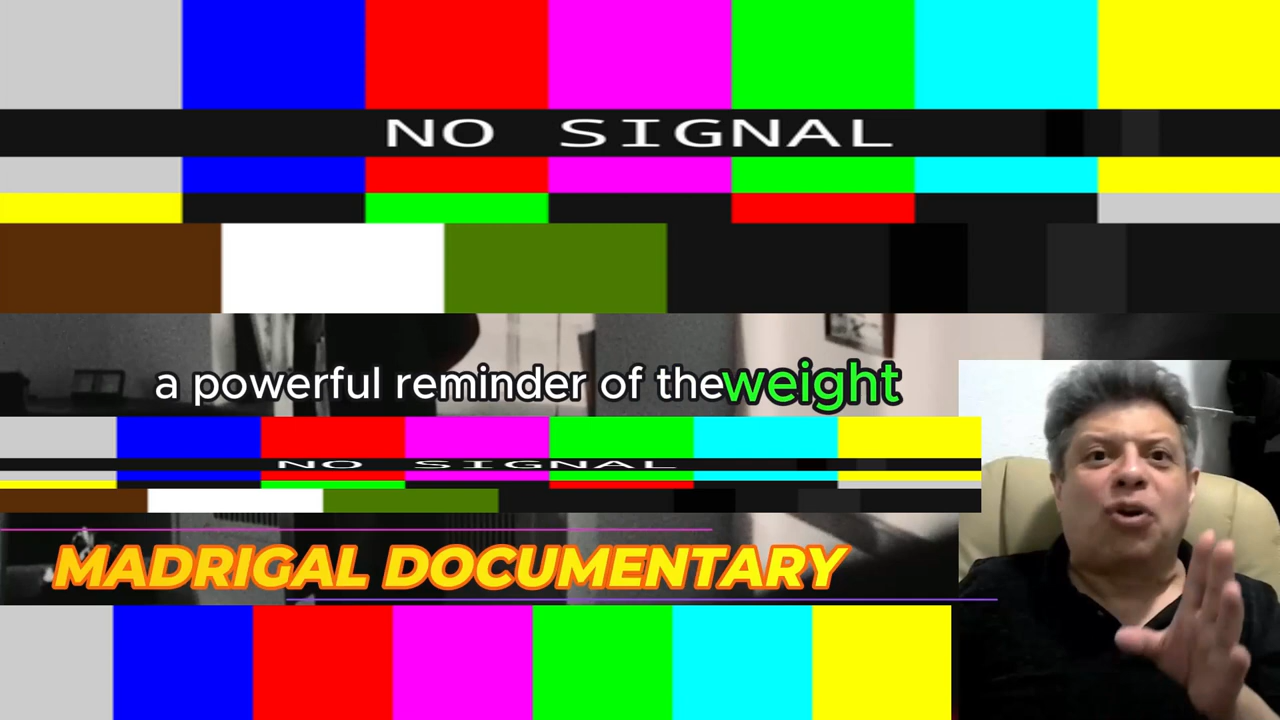 NO SIGNAL
a powerful reminder of the weight
NO SIGNAL
MADRIGAL DOCUMENTARY